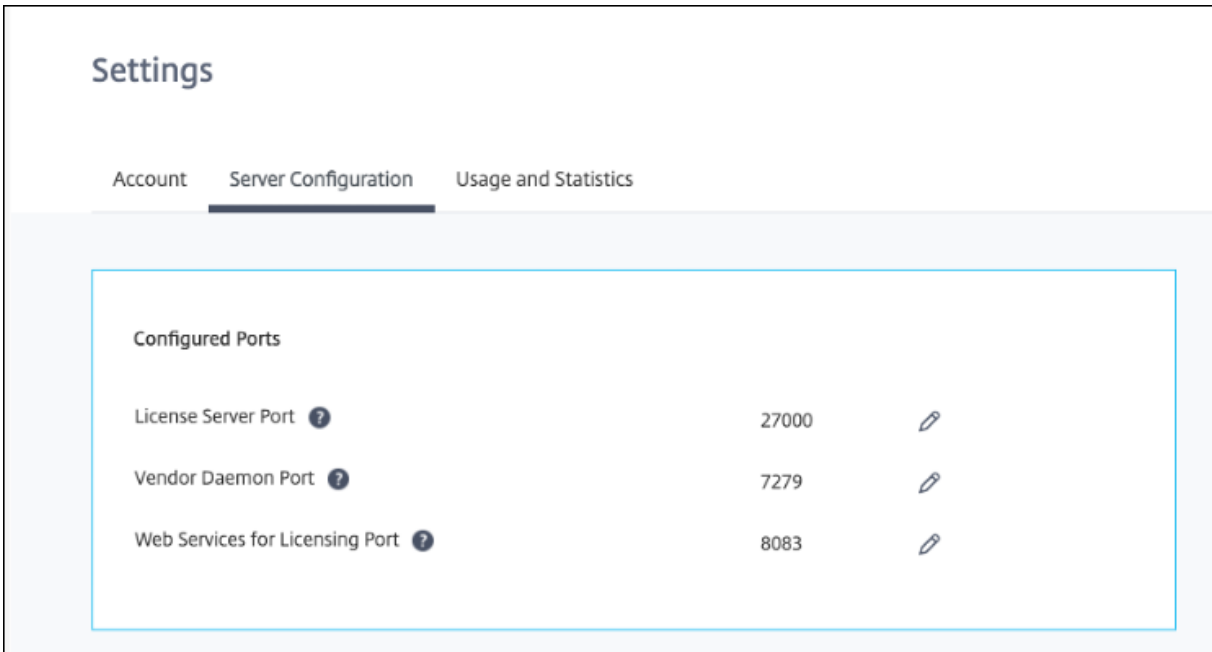 Settings
Account Server Configuration Usage and Statistics
Configured Ports
License Server Port ? 27000
Vendor Daemon Port ? 7279
Web Services for Licensing Port ? 8083